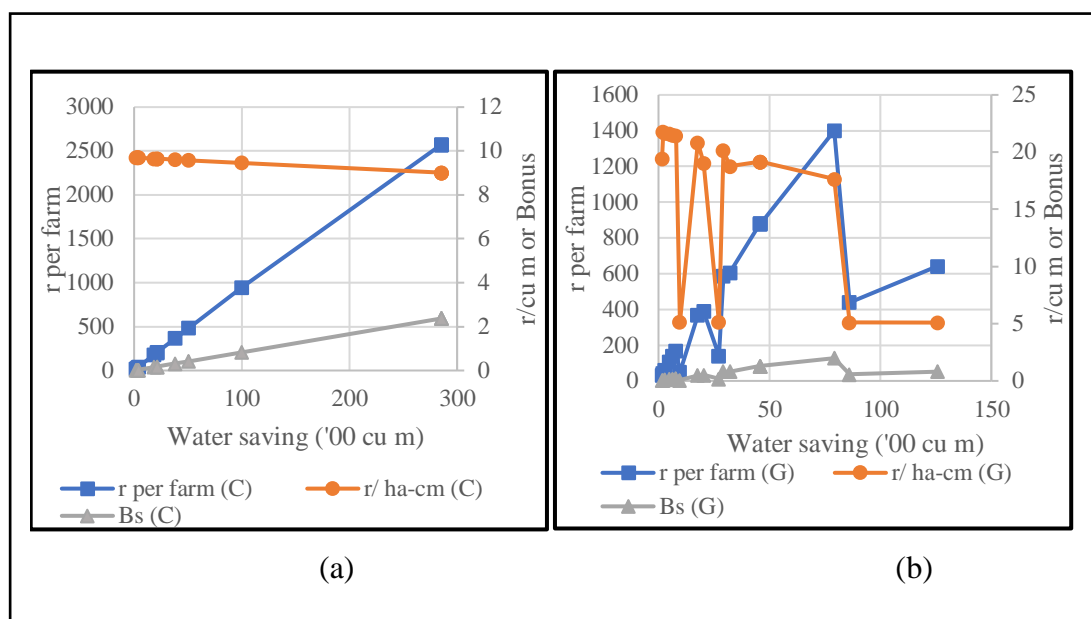 3000
2500
2000
1500
1000
500
0
r per farm
12
10
8
6
4
2
0
r/cu m or Bonus
0 100 200 300
Water saving ('00 cu m)
r per farm (C) r/ ha-cm (C)
Bs (C)
(a)
1600
1400
1200
1000
800
600
400
200
0
r per farm
25
20
15
10
5
0
r/cu m or Bonus
0 50 100 150
Water saving ('00 cu m)
r per farm (G) r/ ha-cm (G)
Bs (G)
(b)